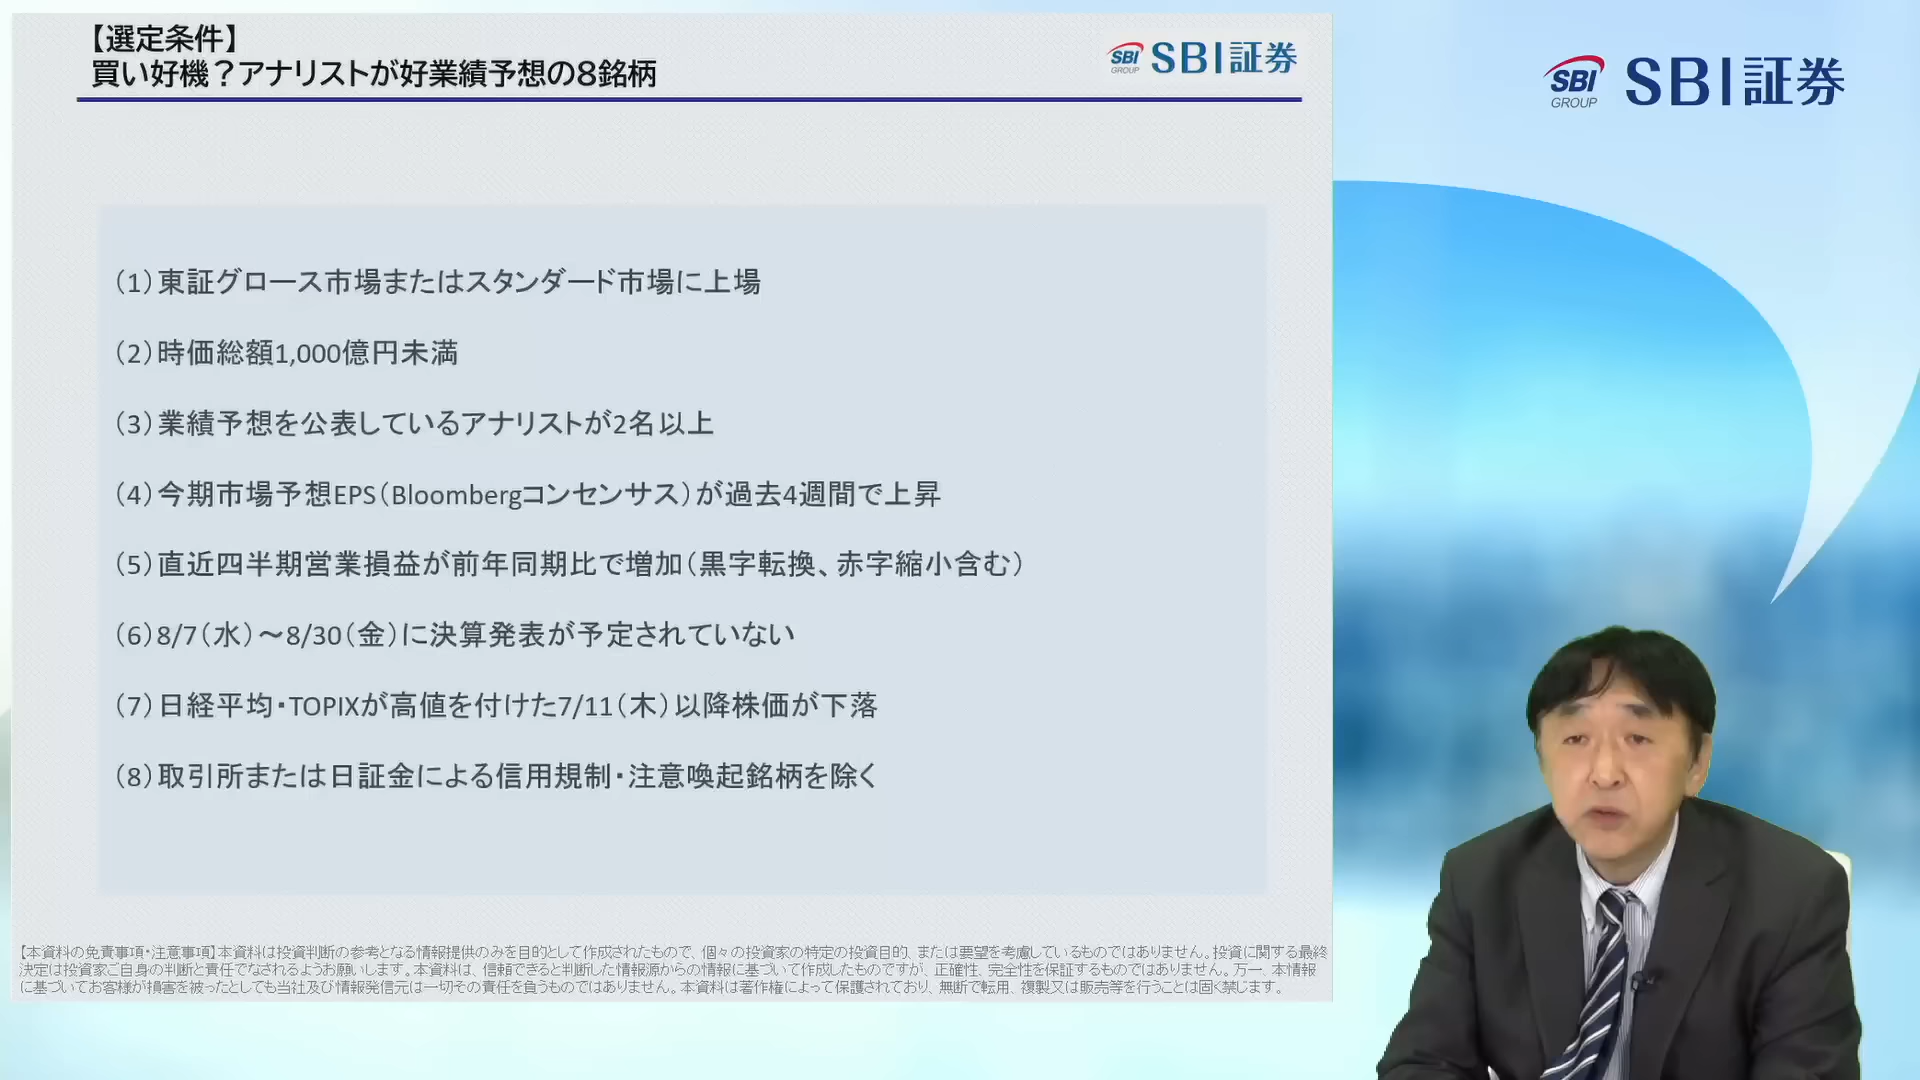 【選定条件】
買い好機？アナリストが好業績予想の８銘柄
SBI GROUP SBI証券
SBI GROUP SBI証券
（1）東証グロース市場またはスタンダード市場に上場
（2）時価総額1,000億円未満
（3）業績予想を公表しているアナリストが2名以上
（4）今期市場予想EPS（Bloombergコンセンサス）が過去4週間で上昇
（5）直近四半期営業損益が前年同期比で増加（黒字転換、赤字縮小含む）
（6）8/7（水）～8/30（金）に決算発表が予定されていない
（7）日経平均・TOPIXが高値を付けた7/11（木）以降株価が下落
（8）取引所または日証金による信用規制・注意喚起銘柄を除く
【本資料の免責事項・注意事項】本資料は投資判断の参考となる情報提供のみを目的として作成されたもので、個々の投資家の特定の投資目的、または要望を考慮しているものではありません。投資に関する最終
決定は投資家ご自身の判断と責任でなされるようお願いします。本資料は、信頼できると判断した情報源からの情報に基づいて作成したものですが、正確性、完全性を保証するものではありません。万一、本情報
に基づいてお客様が損害を被ったとしても当社及び情報発信元は一切その責任を負うものではありません。本資料は著作権によって保護されており、無断で転用、複製又は販売等を行うことは固く禁じます。